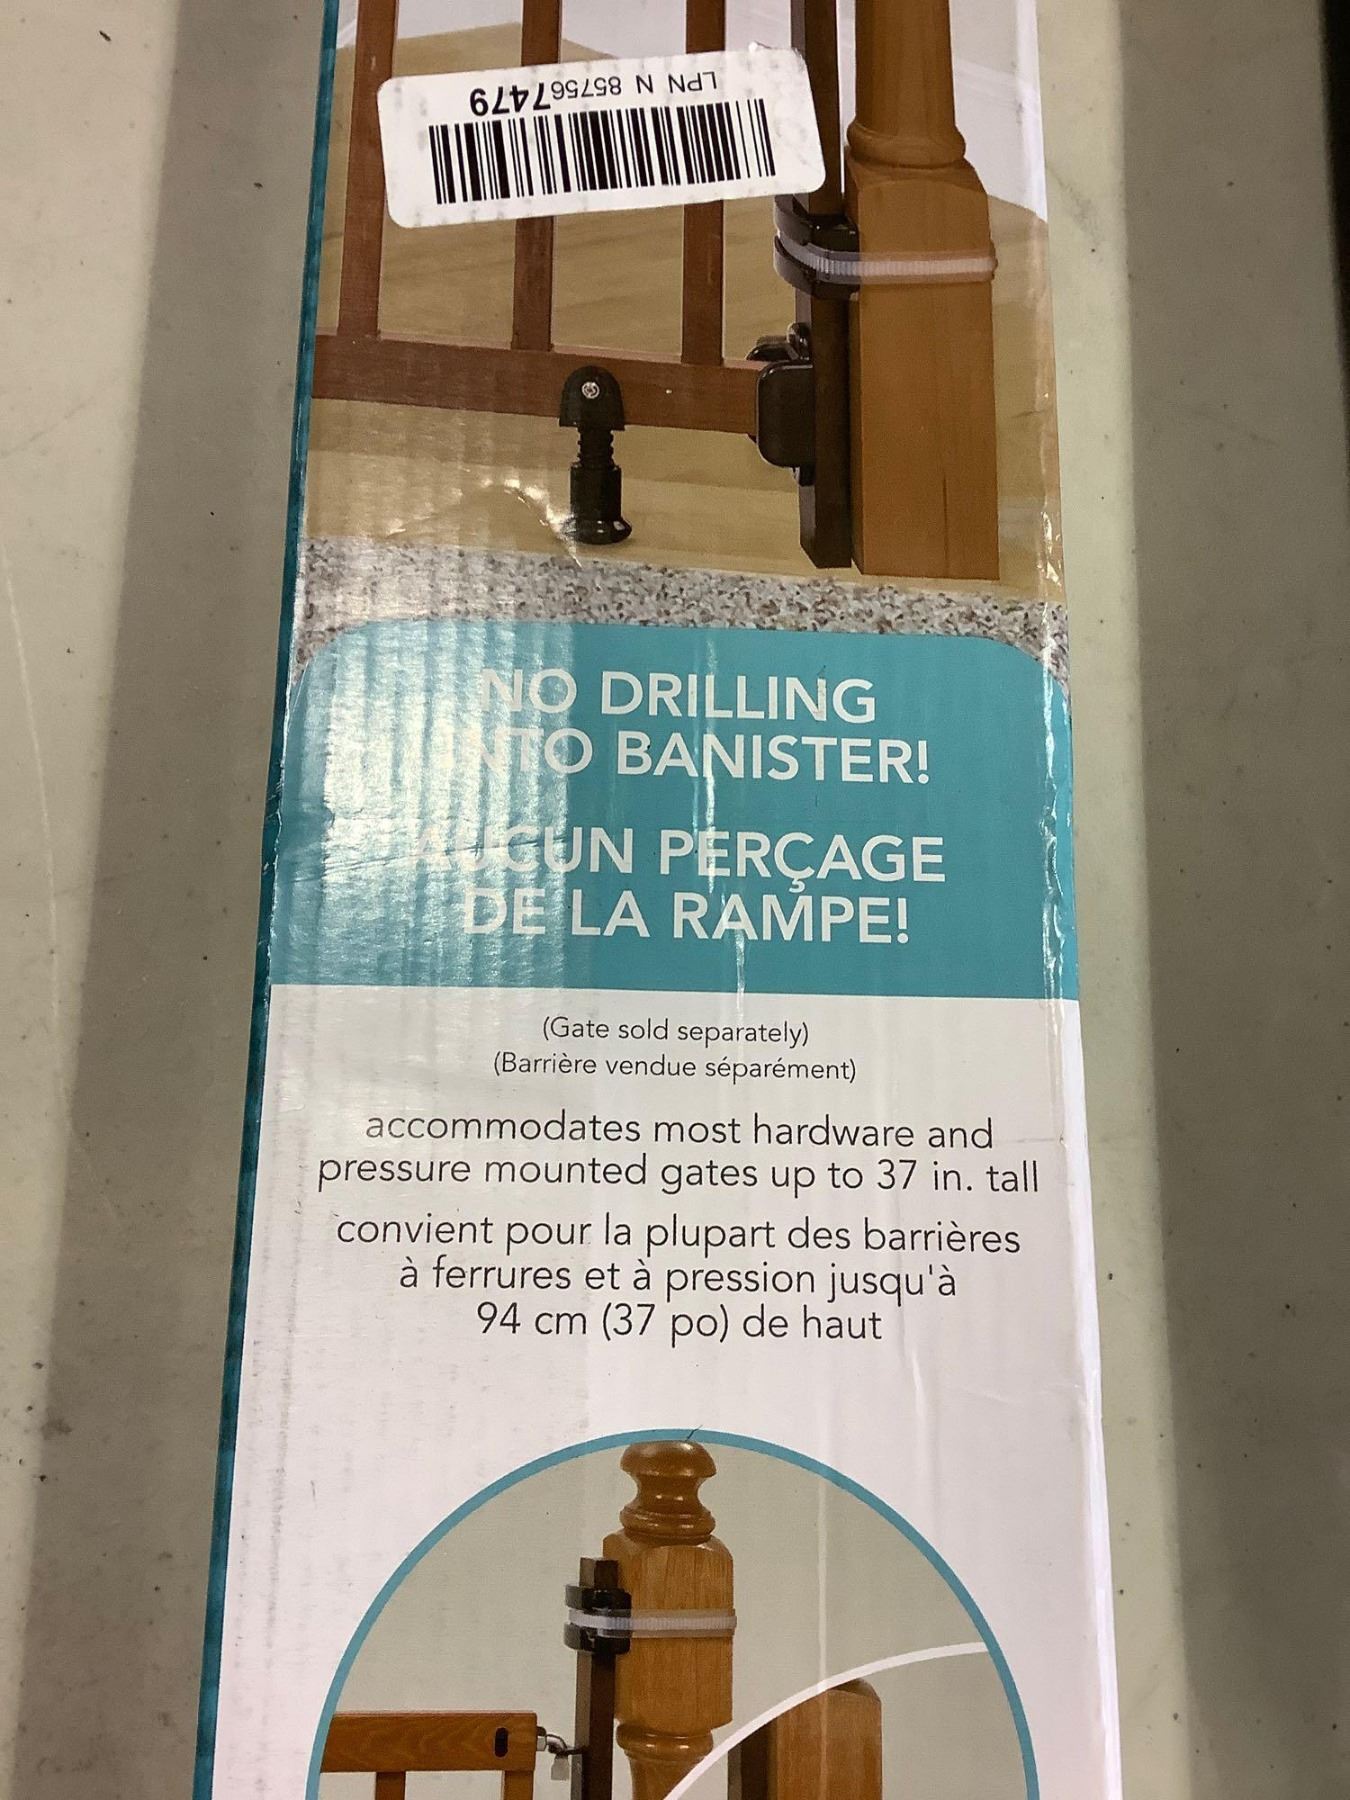 LPN N 857567479
NO DRILLING
INTO BANISTER!
AUCUN PERÇAGE
DE LA RAMPE!
(Gate sold separately)
(Barrière vendue séparément)
accommodates most hardware and
pressure mounted gates up to 37 in. tall
convient pour la plupart des barrières
à ferrures et à pression jusqu'à
94 cm (37 po) de haut